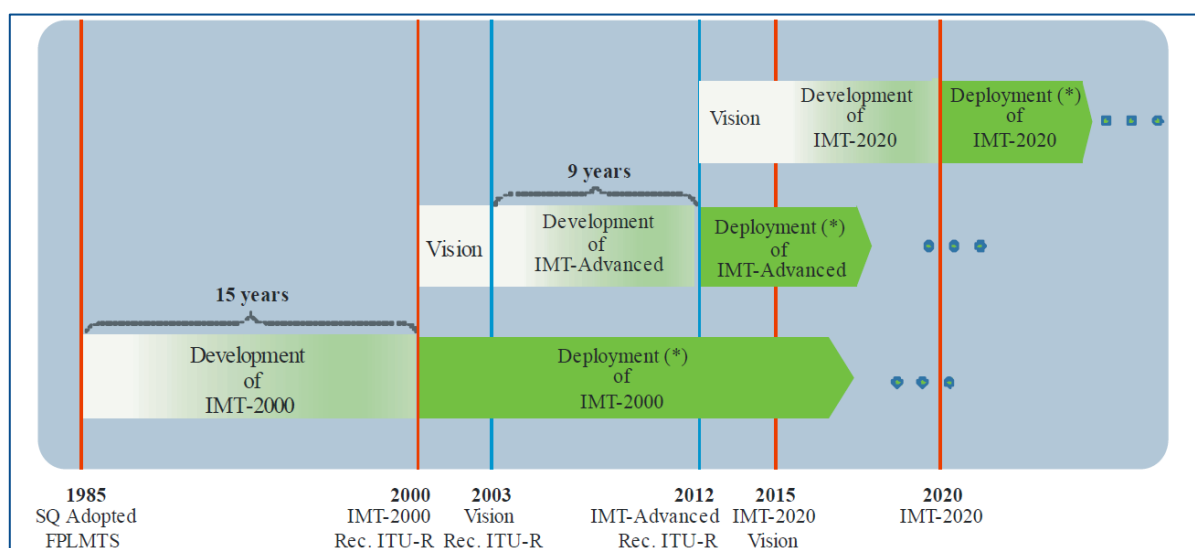 Vision
Development
of
IMT-2020
Deployment (*)
of
IMT-2020
9 years
Vision
Development
of
IMT-Advanced
Deployment (*)
of
IMT-Advanced
15 years
Development
of
IMT-2000
Deployment (*)
of
IMT-2000
1985
SQ Adopted
FPLMTS
2000
IMT-2000
Rec. ITU-R
2003
Vision
Rec. ITU-R
2012
IMT-Advanced
Rec. ITU-R
2015
IMT-2020
Vision
2020
IMT-2020